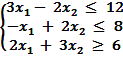 3x₁ − 2x₂ ≤ 12
−x₁ + 2x₂ ≤ 8
2x₁ + 3x₂ ≥ 6